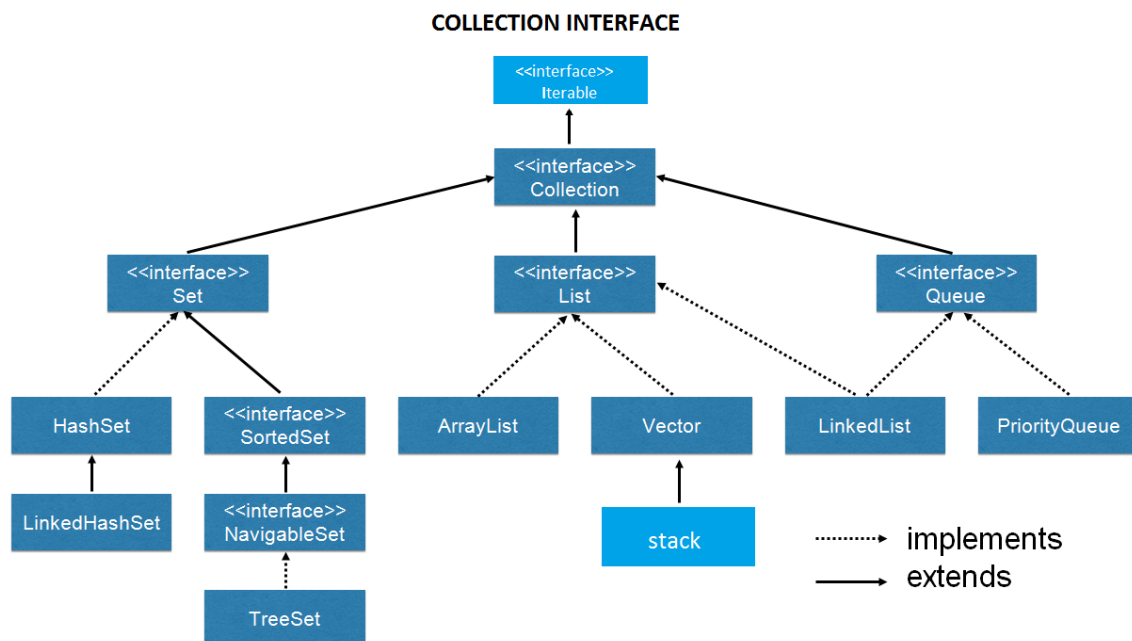 COLLECTION INTERFACE
<<interface>>
Iterable
<<interface>>
Collection
<<interface>>
Set
<<interface>>
List
<<interface>>
Queue
HashSet
<<interface>>
SortedSet
ArrayList
Vector
LinkedList
PriorityQueue
LinkedHashSet
<<interface>>
NavigableSet
stack
TreeSet
implements
extends